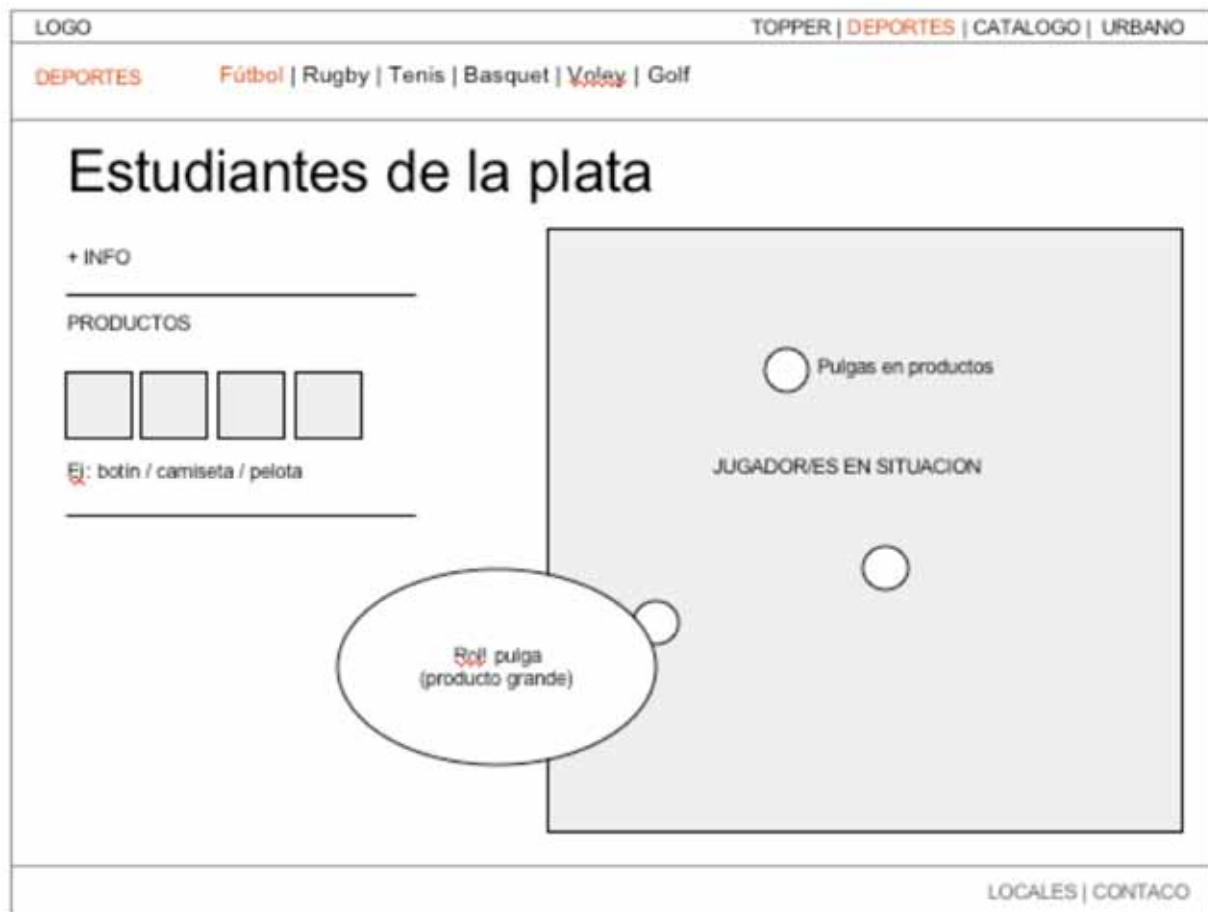 LOGO
TOPPER | DEPORTES | CATALOGO | URBANO
DEPORTES
Fútbol | Rugby | Tenis | Basquet | Voley | Golf
Estudiantes de la plata
+ INFO
PRODUCTOS
Ej: botin / camiseta / pelota
Pulgas en productos
JUGADOR/ES EN SITUACION
Roll pulga
(producto grande)
LOCALES | CONTACO